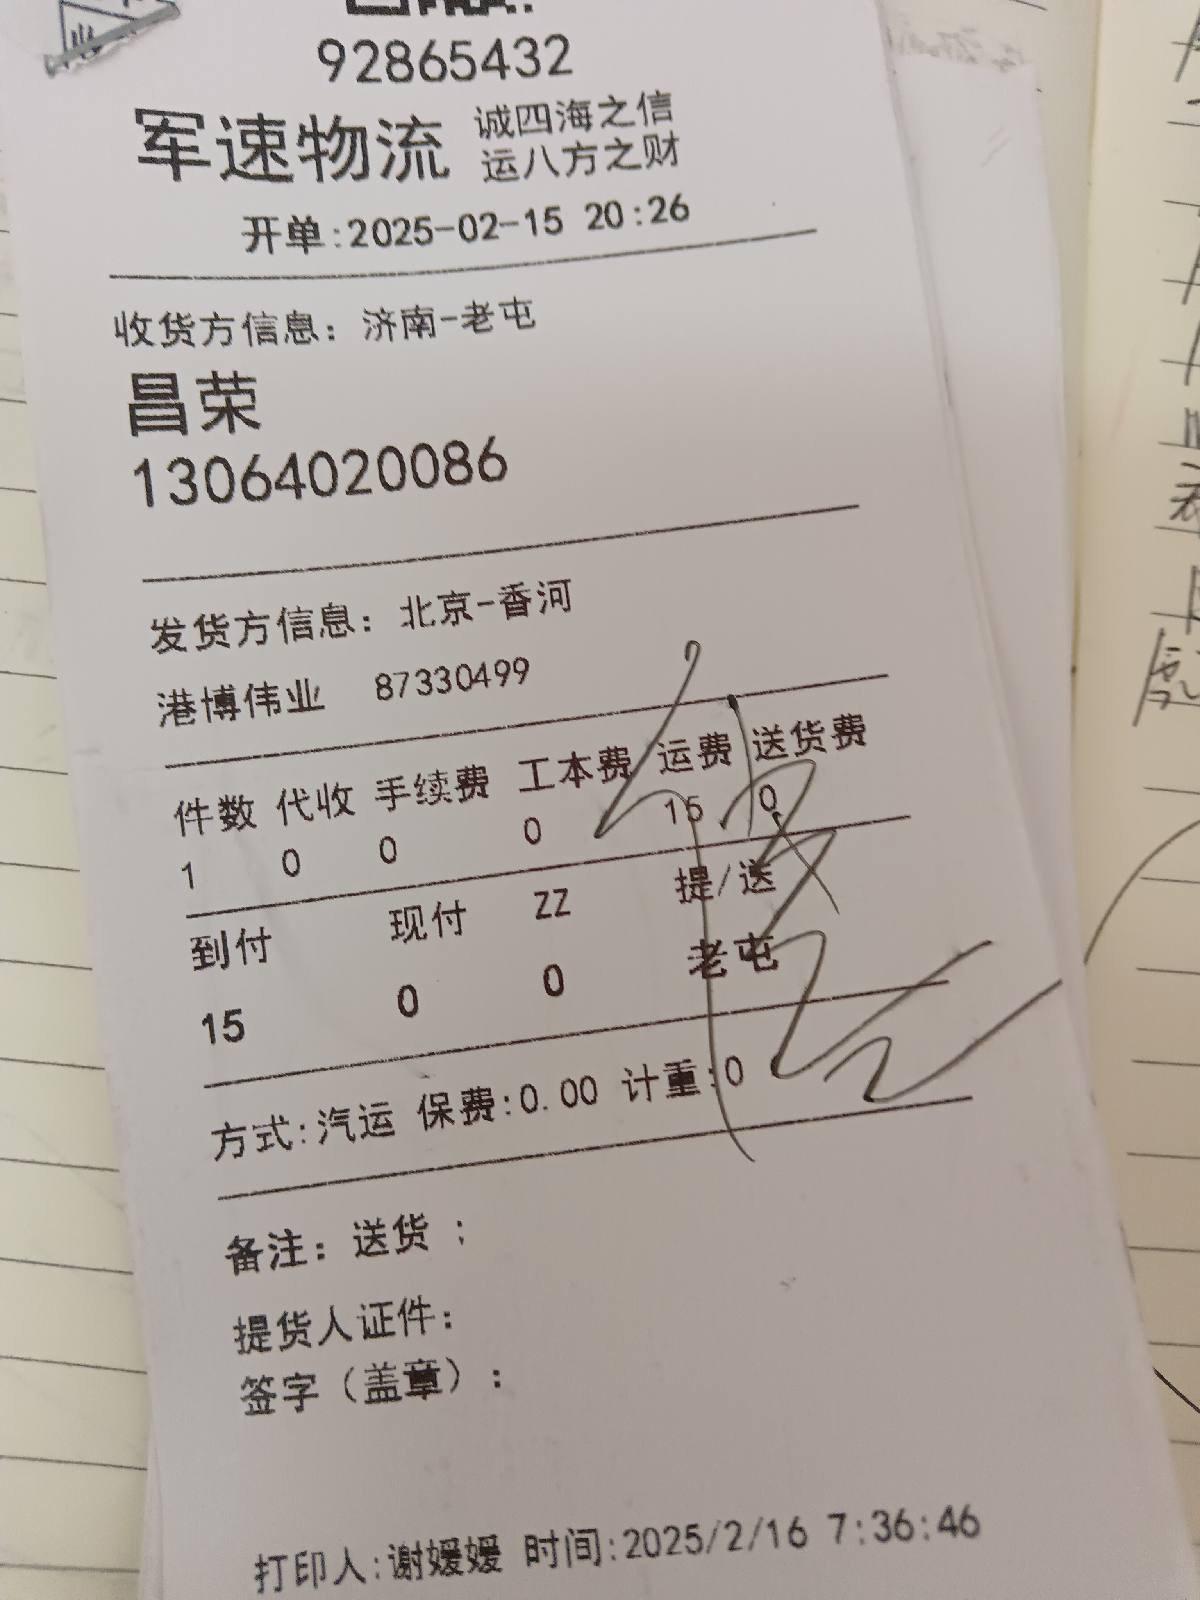 92865432
军速物流 诚四海之信
运八方之财
开单:2025-02-15 20:26
收货方信息：济南-老屯
昌荣
13064020086
发货方信息：北京-香河
港博伟业 87330499
件数 代收 手续费 工本费 运费 送货费
1 0 0 0 15 0
到付 现付 ZZ 提/送
15 0 0 老屯
方式:汽运 保费:0.00 计重:0
备注：送货 ；
提货人证件：
签字（盖章）：
打印人:谢媛媛 时间:2025/2/16 7:36:46